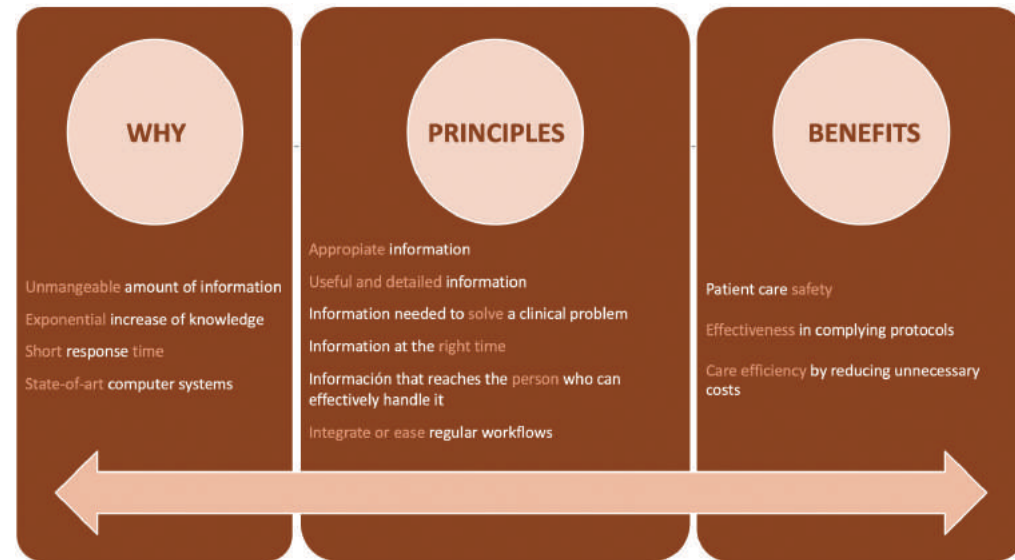 WHY
Unmangeable amount of information
Exponential increase of knowledge
Short response time
State-of-art computer systems
PRINCIPLES
Appropiate information
Useful and detailed information
Information needed to solve a clinical problem
Information at the right time
Información that reaches the person who can
effectively handle it
Integrate or ease regular workflows
BENEFITS
Patient care safety
Effectiveness in complying protocols
Care efficiency by reducing unnecessary
costs